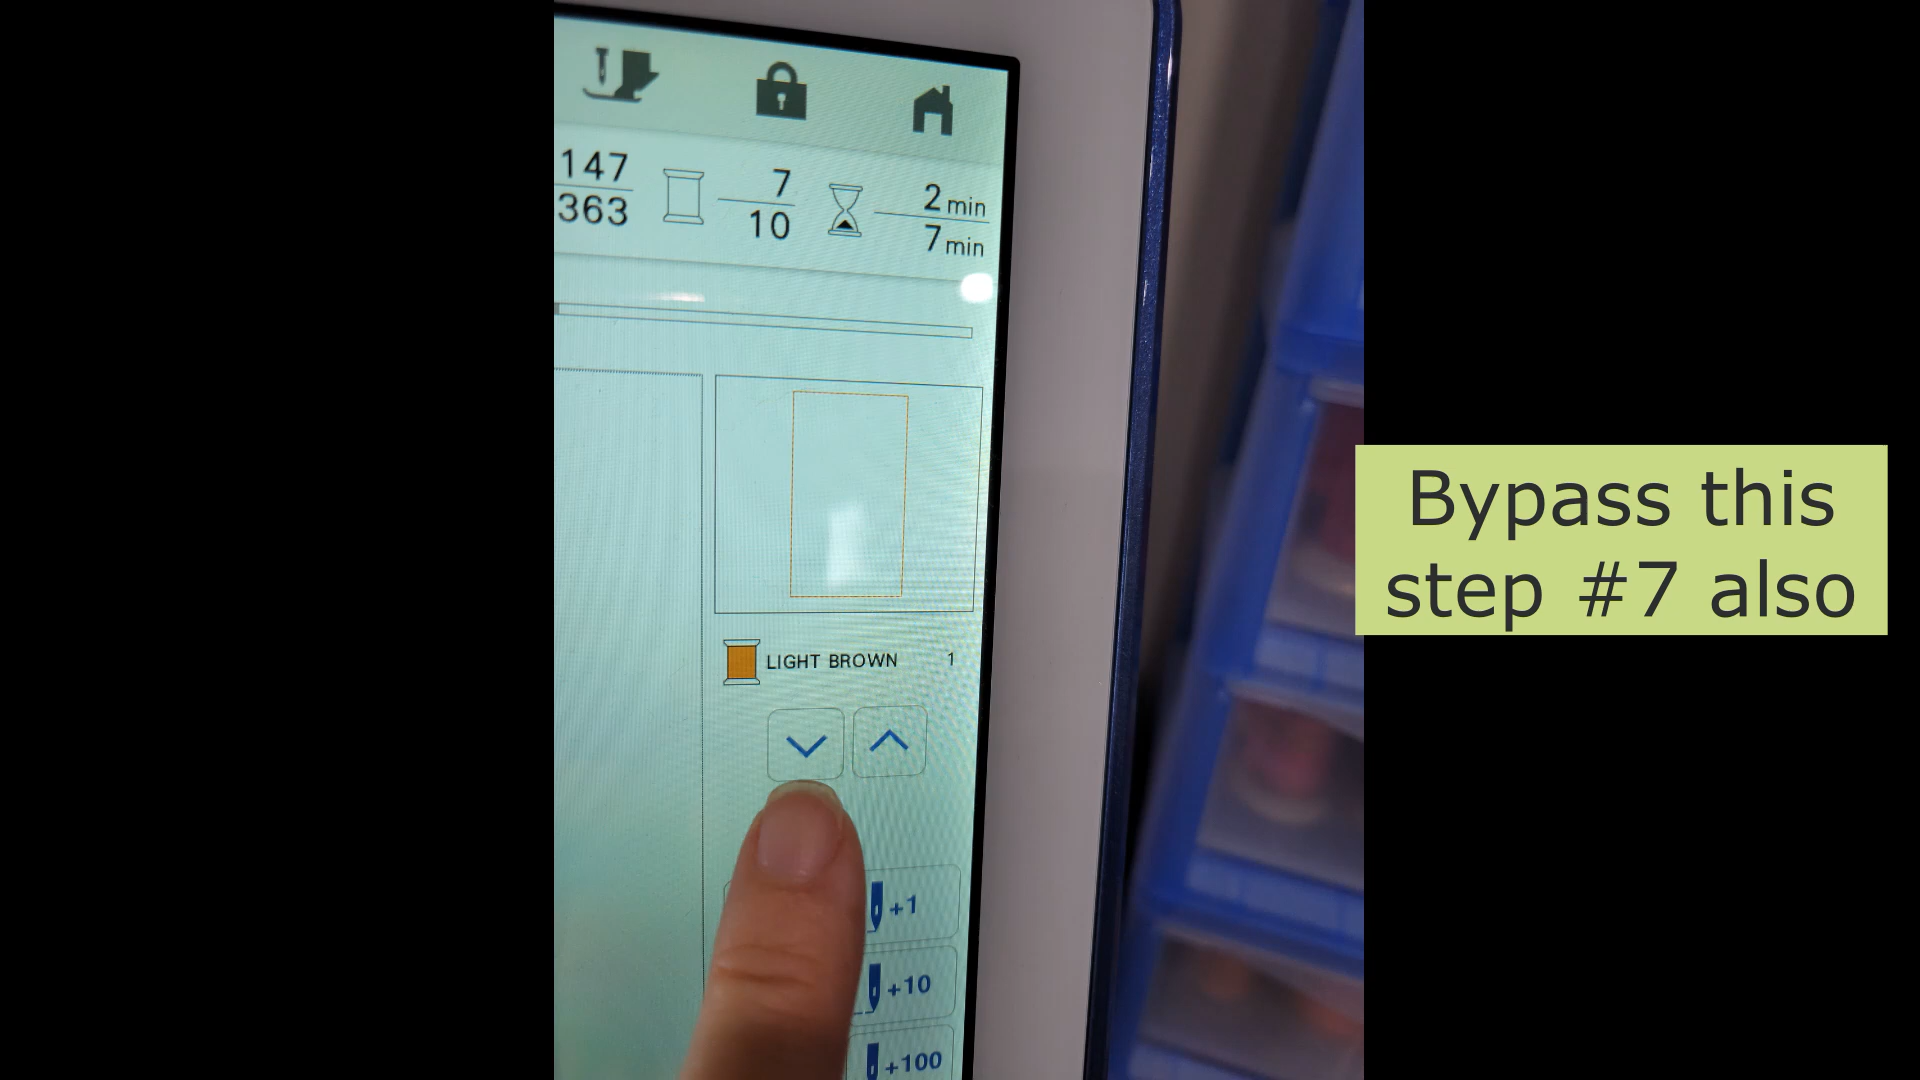 147
363
7
10
2 min
7 min
LIGHT BROWN 1
+1
+10
+100
Bypass this
step #7 also